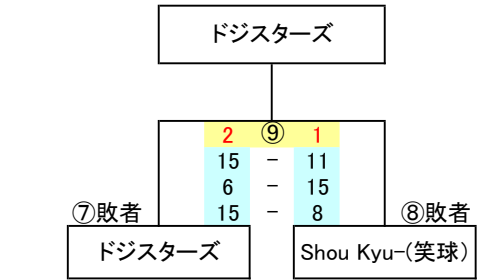 ドジスターズ
2 ⑨ 1
15 - 11
6 - 15
15 - 8
⑦敗者 ⑧敗者
ドジスターズ Shou Kyu-(笑球)